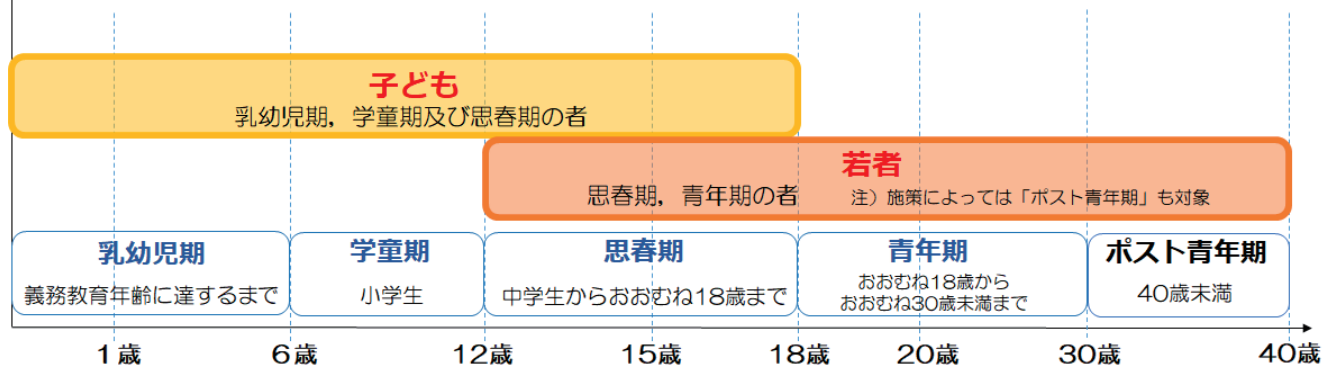 子ども
乳幼児期，学童期及び思春期の者
若者
思春期，青年期の者　　注）施策によっては「ポスト青年期」も対象
乳幼児期
義務教育年齢に達するまで
学童期
小学生
思春期
中学生からおおむね18歳まで
青年期
おおむね18歳から
おおむね30歳未満まで
ポスト青年期
40歳未満
1歳 6歳 12歳 15歳 18歳 20歳 30歳 40歳